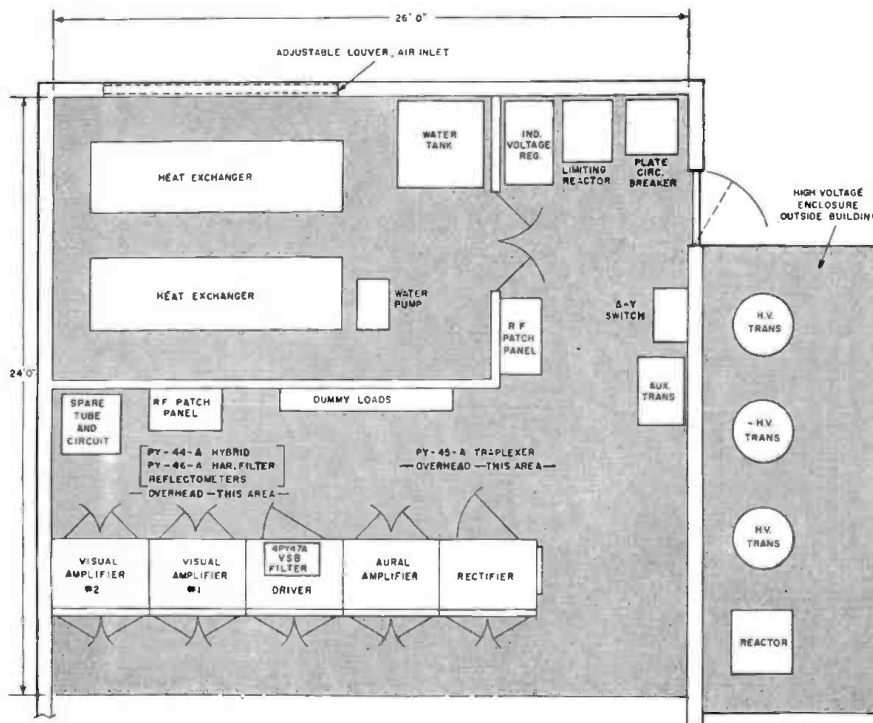 26'0"
ADJUSTABLE LOUVER, AIR INLET
WATER
TANK
IND.
VOLTAGE
REG.
LIMITING
REACTOR
PLATE
CIRC.
BREAKER
HEAT EXCHANGER
HIGH VOLTAGE
ENCLOSURE
OUTSIDE BUILDING
HEAT EXCHANGER
WATER
PUMP
RF
PATCH
PANEL
Δ-Y
SWITCH
H.V.
TRANS
24'0"
AUX.
TRANS
SPARE
TUBE
AND
CIRCUIT
RF PATCH
PANEL
DUMMY LOADS
H.V.
TRANS
PY-44-A HYBRID
PY-46-A HAR. FILTER
REFLECTOMETERS
OVERHEAD—THIS AREA
PY-45-A TRAPLEXER
OVERHEAD—THIS AREA
H.V.
TRANS
VISUAL
AMPLIFIER
#2
VISUAL
AMPLIFIER
#1
4PY47A
VSB
FILTER
DRIVER
AURAL
AMPLIFIER
RECTIFIER
REACTOR